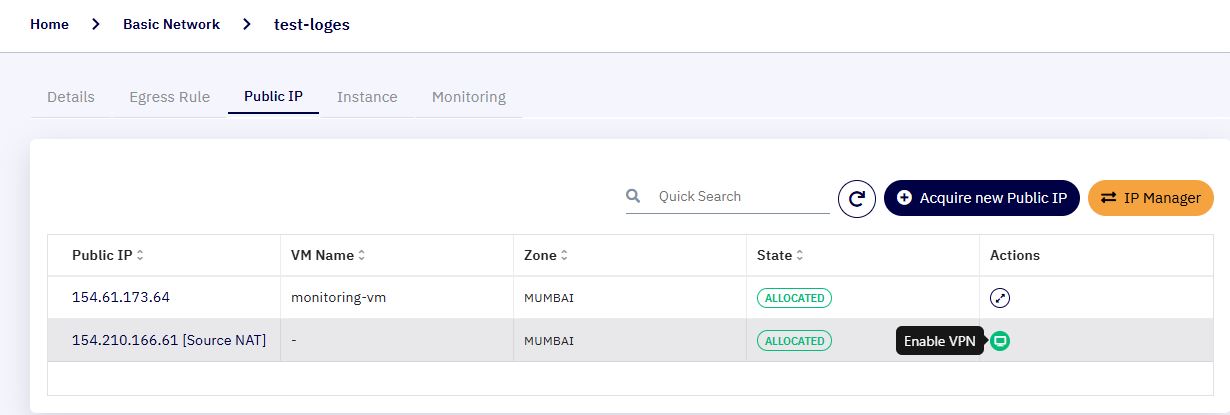 Home > Basic Network > test-loges
Details Egress Rule Public IP Instance Monitoring
Quick Search Acquire new Public IP IP Manager
Public IP VM Name Zone State Actions
154.61.173.64 monitoring-vm MUMBAI ALLOCATED
154.210.166.61 [Source NAT] - MUMBAI ALLOCATED Enable VPN